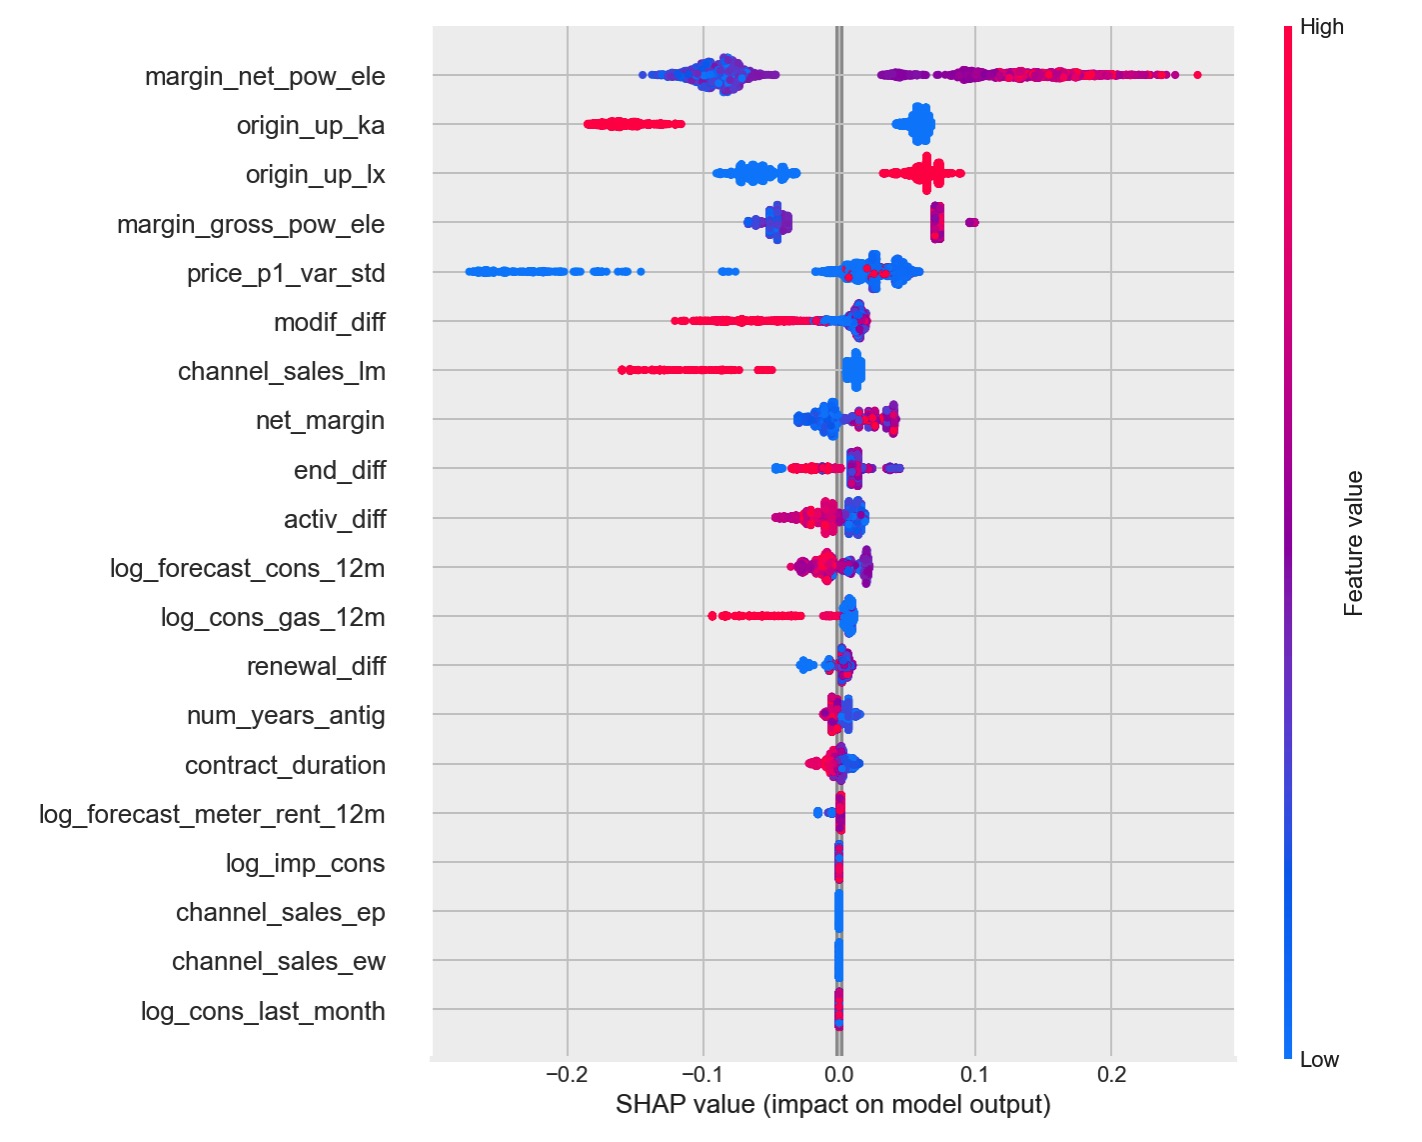 High
margin_net_pow_ele
origin_up_ka
origin_up_lx
margin_gross_pow_ele
price_p1_var_std
modif_diff
channel_sales_lm
net_margin
end_diff
activ_diff
log_forecast_cons_12m
log_cons_gas_12m
renewal_diff
num_years_antig
contract_duration
log_forecast_meter_rent_12m
log_imp_cons
channel_sales_ep
channel_sales_ew
log_cons_last_month
Feature value
Low
−0.2 −0.1 0.0 0.1 0.2
SHAP value (impact on model output)